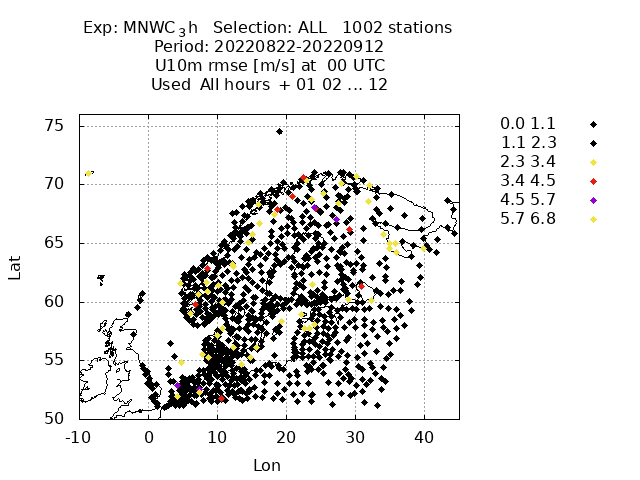 Exp: MNWC3h   Selection: ALL   1002 stations
Period: 20220822-20220912
U10m rmse [m/s] at  00 UTC
Used  All hours  + 01 02 ... 12
0.0 1.1
1.1 2.3
2.3 3.4
3.4 4.5
4.5 5.7
5.7 6.8
75
70
65
60
55
50
Lat
-10 0 10 20 30 40
Lon